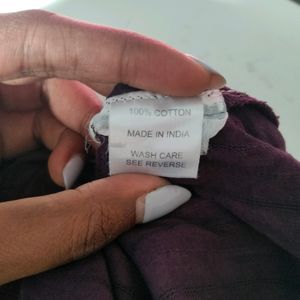 100% COTTON
MADE IN INDIA
WASH CARE
SEE REVERSE